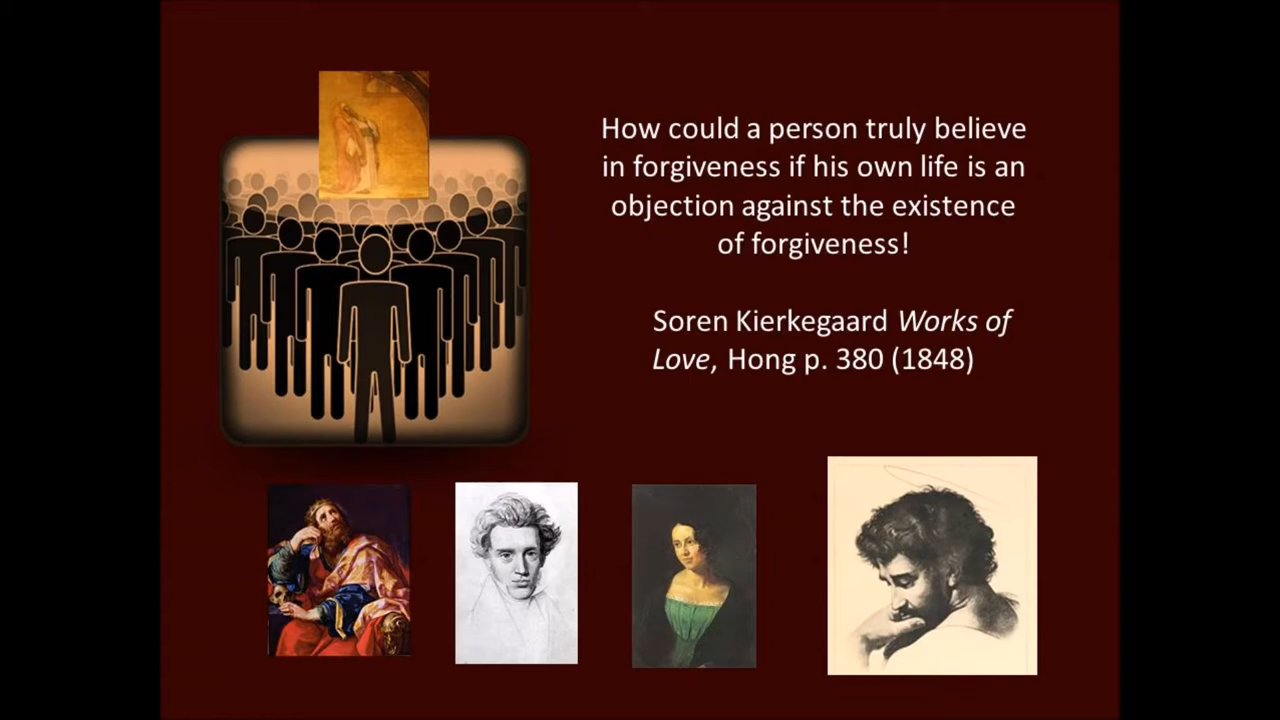 How could a person truly believe
in forgiveness if his own life is an
objection against the existence
of forgiveness!
Soren Kierkegaard Works of
Love, Hong p. 380 (1848)